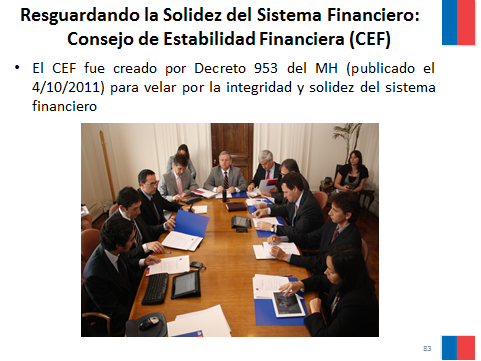 Resguardando la Solidez del Sistema Financiero:
Consejo de Estabilidad Financiera (CEF)
• El CEF fue creado por Decreto 953 del MH (publicado el
4/10/2011) para velar por la integridad y solidez del sistema
financiero
83